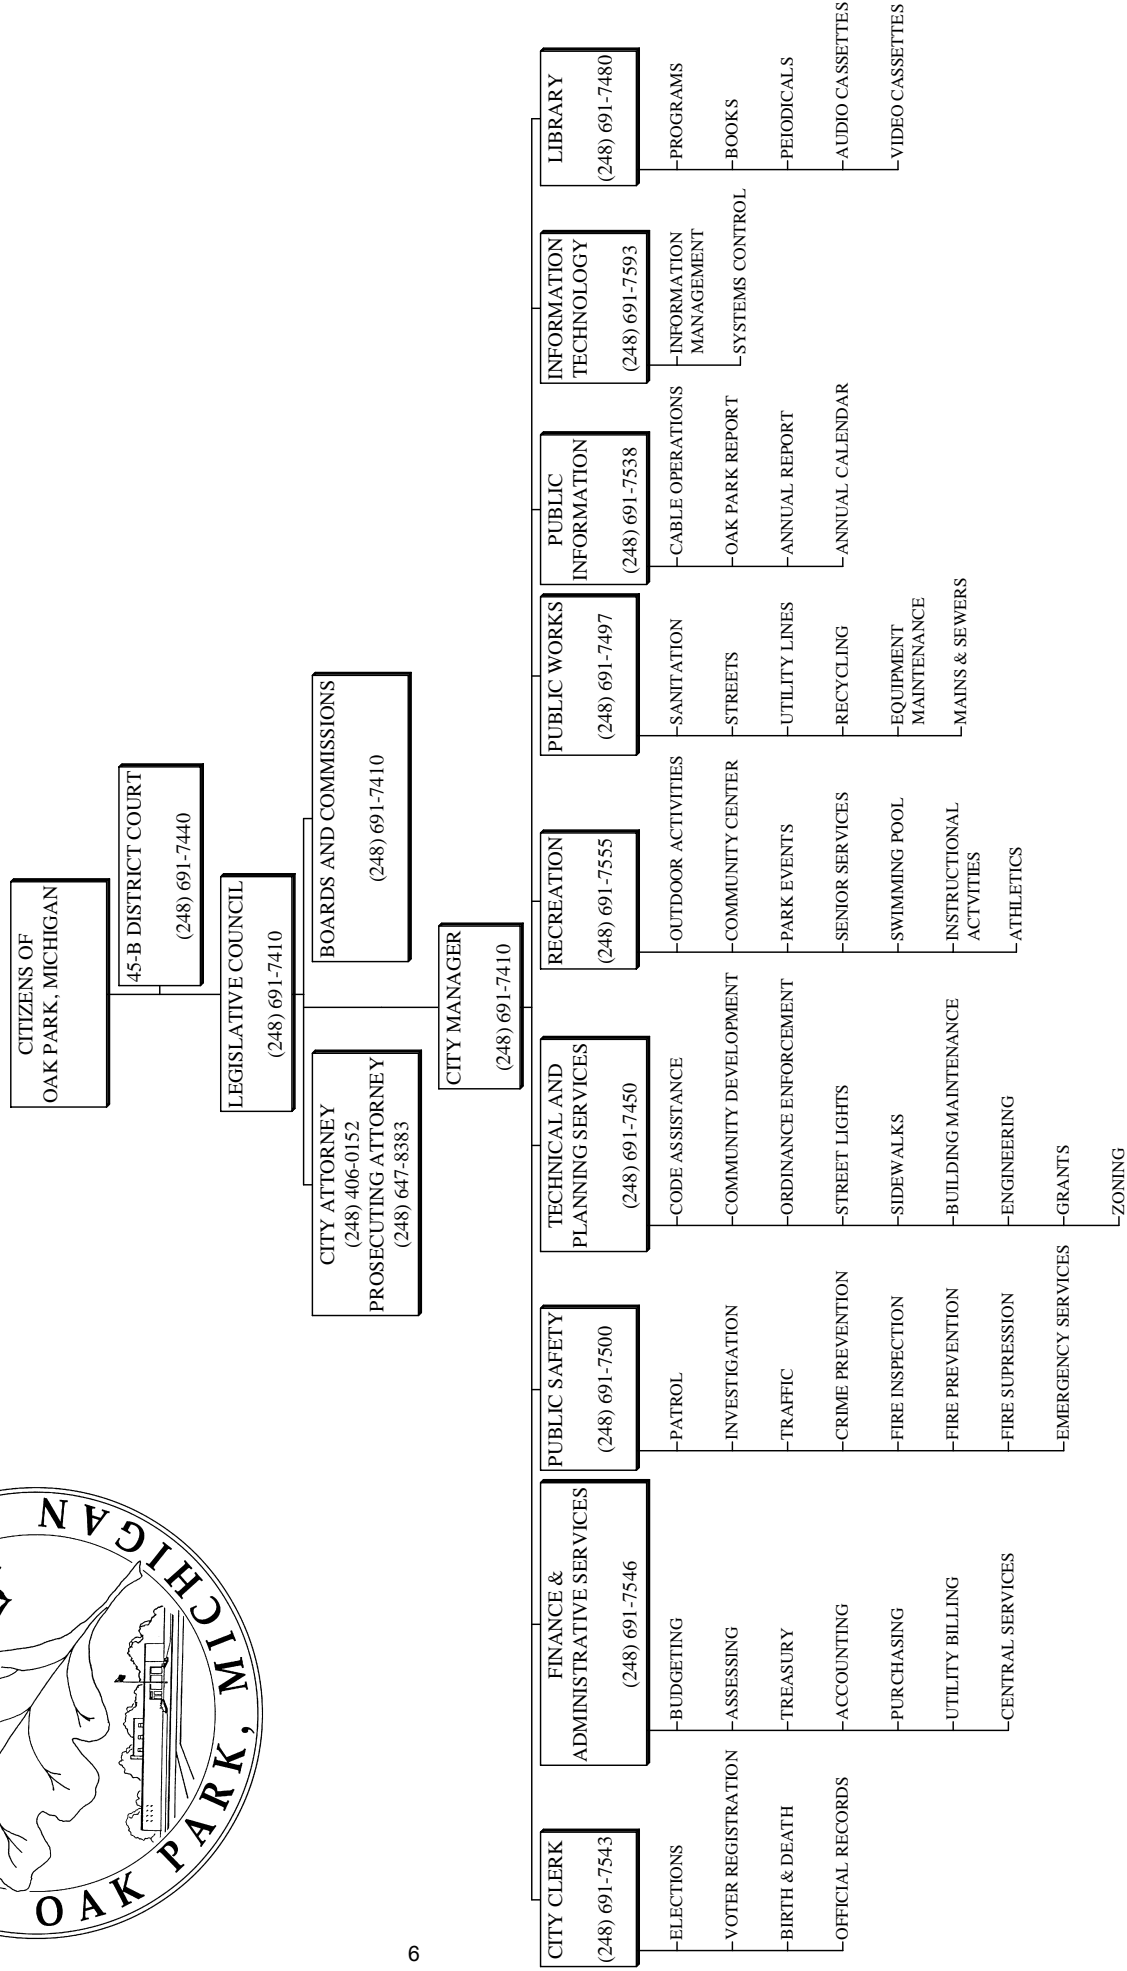 OAK PARK, MICHIGAN
CITIZENS OF
OAK PARK, MICHIGAN
45-B DISTRICT COURT
(248) 691-7440
LEGISLATIVE COUNCIL
(248) 691-7410
CITY ATTORNEY
(248) 406-0152
PROSECUTING ATTORNEY
(248) 647-8383
BOARDS AND COMMISSIONS
(248) 691-7410
CITY MANAGER
(248) 691-7410
CITY CLERK
(248) 691-7543
ELECTIONS
VOTER REGISTRATION
BIRTH & DEATH
OFFICIAL RECORDS
FINANCE &
ADMINISTRATIVE SERVICES
(248) 691-7546
BUDGETING
ASSESSING
TREASURY
ACCOUNTING
PURCHASING
UTILITY BILLING
CENTRAL SERVICES
PUBLIC SAFETY
(248) 691-7500
PATROL
INVESTIGATION
TRAFFIC
CRIME PREVENTION
FIRE INSPECTION
FIRE PREVENTION
FIRE SUPRESSION
EMERGENCY SERVICES
TECHNICAL AND
PLANNING SERVICES
(248) 691-7450
CODE ASSISTANCE
COMMUNITY DEVELOPMENT
ORDINANCE ENFORCEMENT
STREET LIGHTS
SIDEWALKS
BUILDING MAINTENANCE
ENGINEERING
GRANTS
ZONING
RECREATION
(248) 691-7555
OUTDOOR ACTIVITIES
COMMUNITY CENTER
PARK EVENTS
SENIOR SERVICES
SWIMMING POOL
INSTRUCTIONAL
ACTVITIES
ATHLETICS
PUBLIC WORKS
(248) 691-7497
SANITATION
STREETS
UTILITY LINES
RECYCLING
EQUIPMENT
MAINTENANCE
MAINS & SEWERS
PUBLIC
INFORMATION
(248) 691-7538
CABLE OPERATIONS
OAK PARK REPORT
ANNUAL REPORT
ANNUAL CALENDAR
INFORMATION
TECHNOLOGY
(248) 691-7593
INFORMATION
MANAGEMENT
SYSTEMS CONTROL
LIBRARY
(248) 691-7480
PROGRAMS
BOOKS
PEIODICALS
AUDIO CASSETTES
VIDEO CASSETTES
6